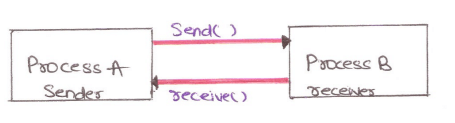 Send( )
Process A
Sender
Process B
receiver
receive()